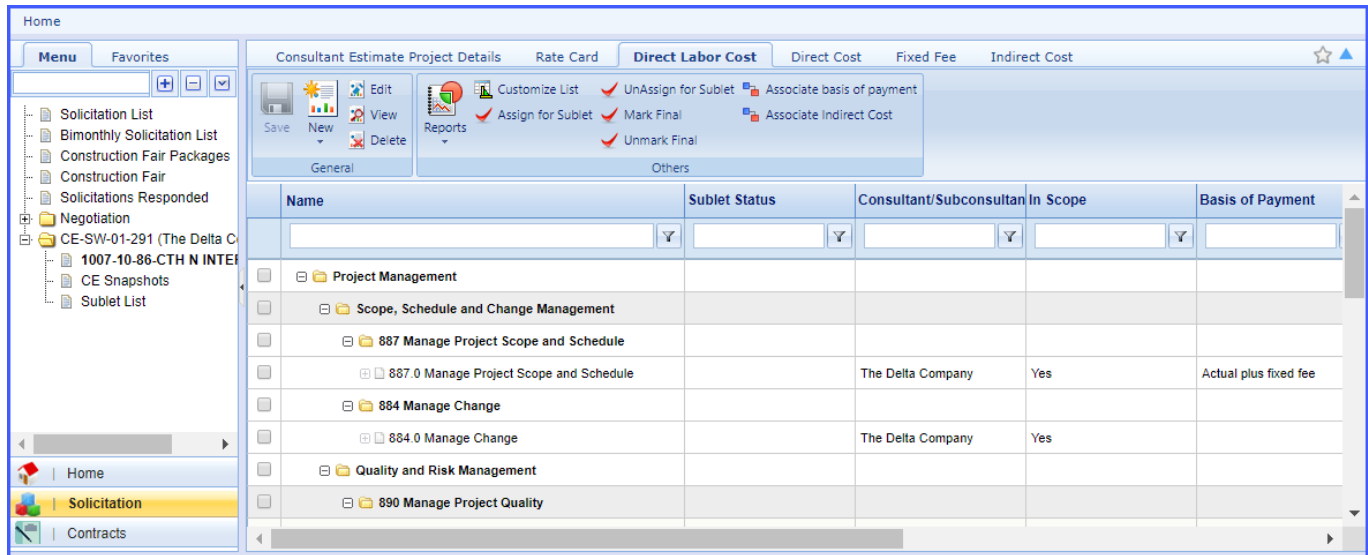 Home
Menu Favorites
Solicitation List
Bimonthly Solicitation List
Construction Fair Packages
Construction Fair
Solicitations Responded
Negotiation
CE-SW-01-291 (The Delta C
1007-10-86-CTH N INTE
CE Snapshots
Sublet List
Home
Solicitation
Contracts
Consultant Estimate Project Details Rate Card Direct Labor Cost Direct Cost Fixed Fee Indirect Cost
Save
New
Edit
View
Delete
General
Reports
Customize List
Assign for Sublet
UnAssign for Sublet
Mark Final
Unmark Final
Associate basis of payment
Associate Indirect Cost
Others
Name Sublet Status Consultant/Subconsultan In Scope Basis of Payment
Project Management
Scope, Schedule and Change Management
887 Manage Project Scope and Schedule
887.0 Manage Project Scope and Schedule The Delta Company Yes Actual plus fixed fee
884 Manage Change
884.0 Manage Change The Delta Company Yes
Quality and Risk Management
890 Manage Project Quality